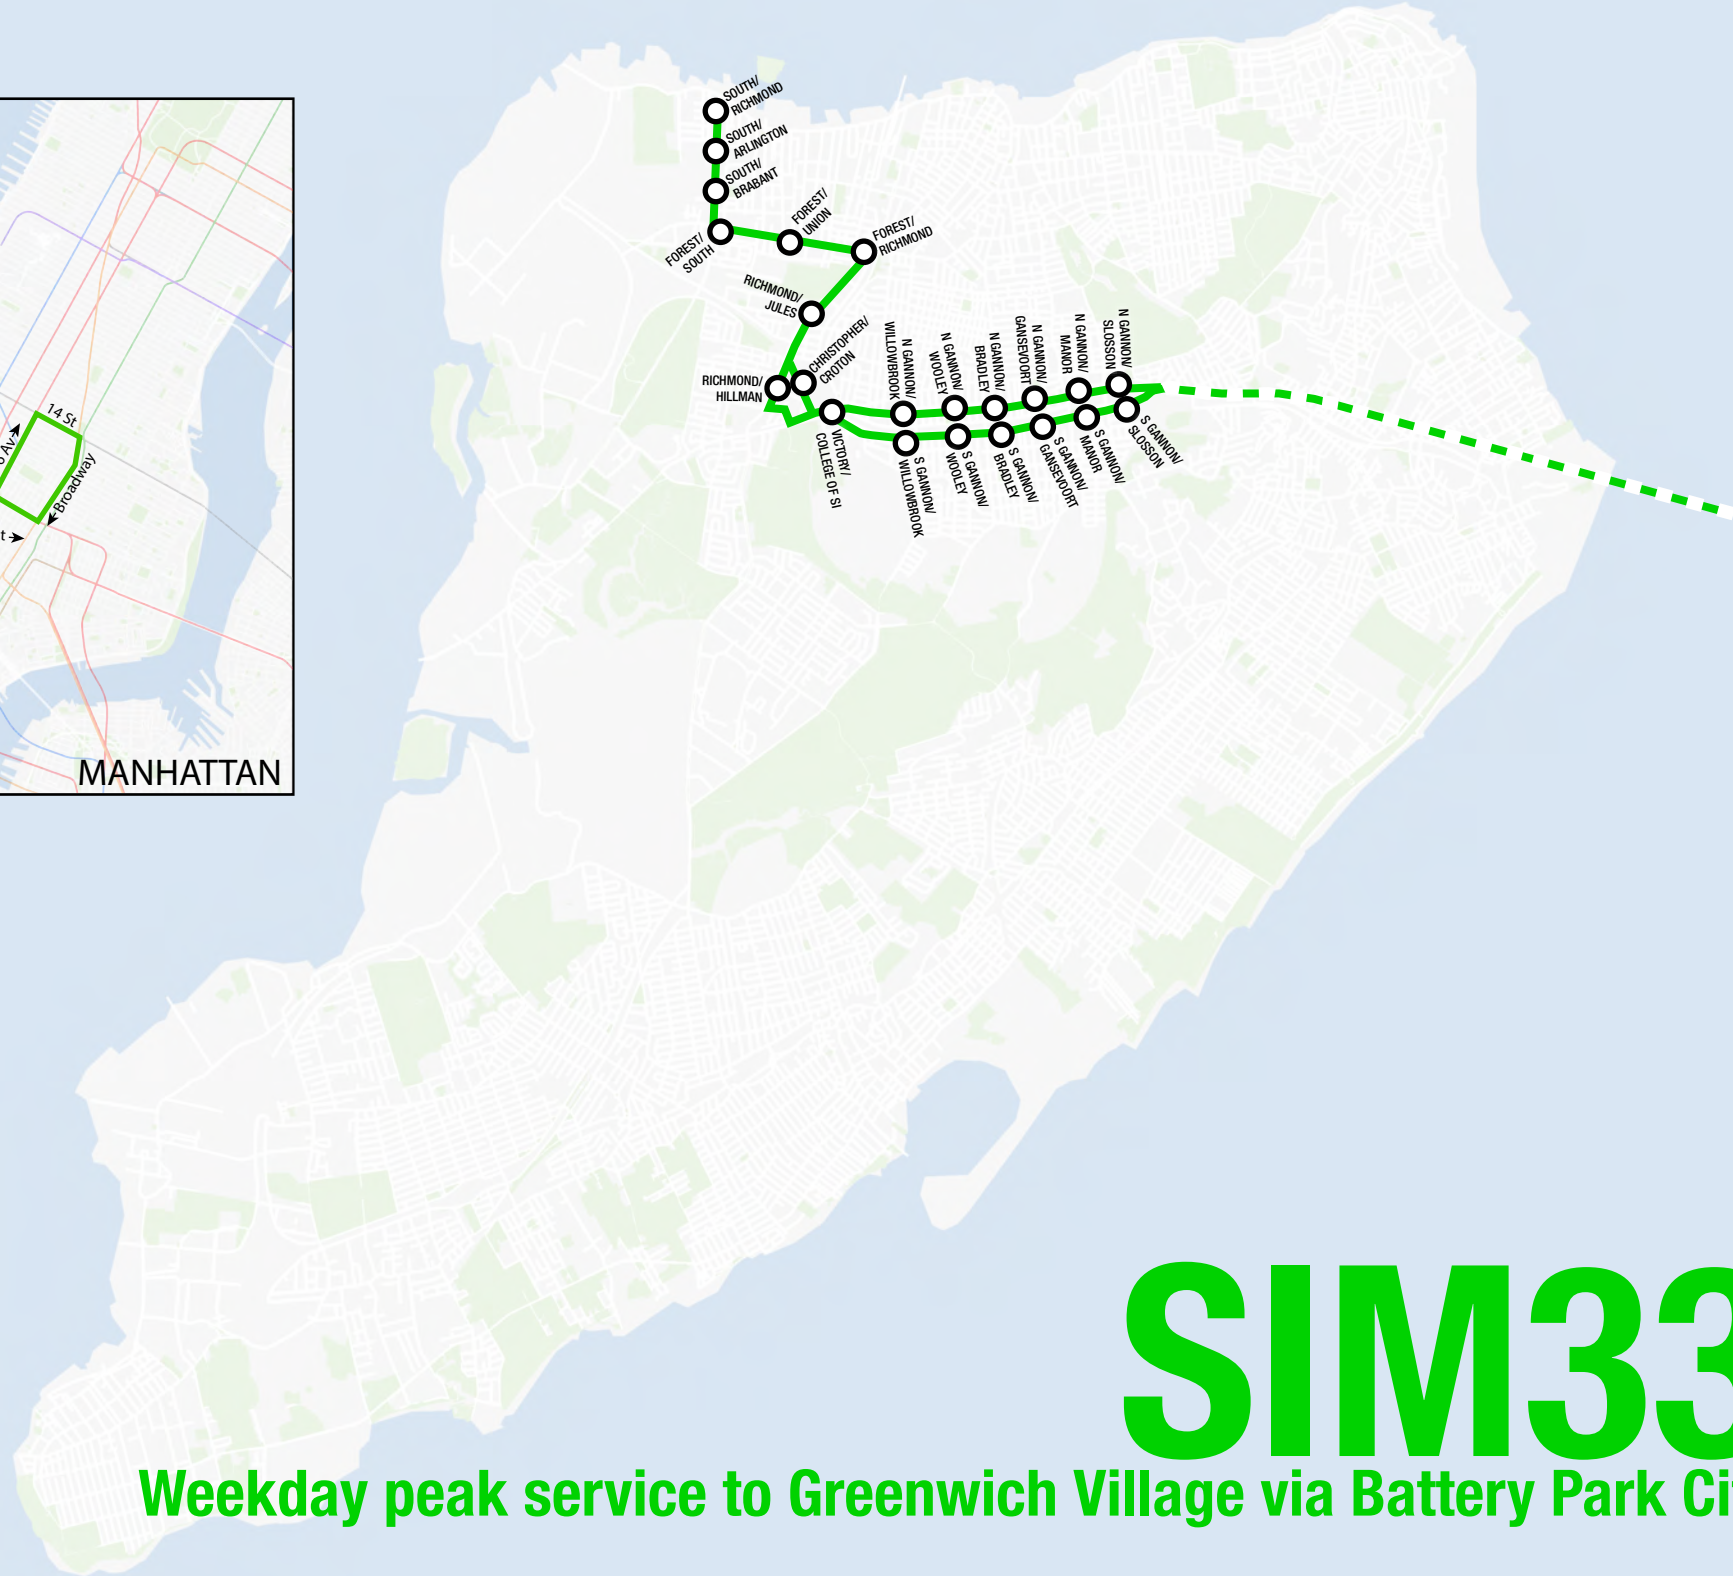 SOUTH/
RICHMOND
SOUTH/
ARLINGTON
SOUTH/
BRABANT
FOREST/
SOUTH
FOREST/
UNION
FOREST/
RICHMOND
RICHMOND/
JULES
CHRISTOPHER/
CROTON
RICHMOND/
HILLMAN
VICTORY/
COLLEGE OF SI
N GANNON/
WILLOWBROOK
N GANNON/
WOOLEY
N GANNON/
BRADLEY
N GANNON/
GANSEVOORT
N GANNON/
MANOR
N GANNON/
SLOSSON
S GANNON/
WILLOWBROOK
S GANNON/
WOOLEY
S GANNON/
BRADLEY
S GANNON/
GANSEVOORT
S GANNON/
MANOR
S GANNON/
SLOSSON
14 St
Av
Broadway
t
MANHATTAN
SIM33
Weekday peak service to Greenwich Village via Battery Park Ci